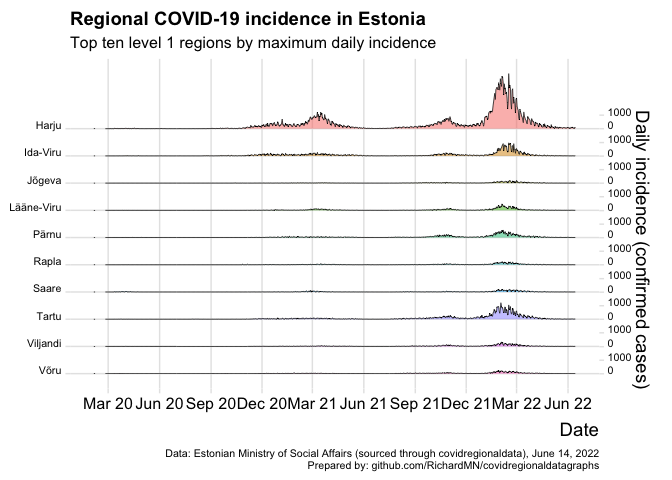 Regional COVID-19 incidence in Estonia
Top ten level 1 regions by maximum daily incidence
Harju
Ida-Viru
Jõgeva
Lääne-Viru
Pärnu
Rapla
Saare
Tartu
Viljandi
Võru
1000
0
1000
0
1000
0
1000
0
1000
0
1000
0
1000
0
1000
0
1000
0
1000
0
Daily incidence (confirmed cases)
Mar 20 Jun 20 Sep 20 Dec 20 Mar 21 Jun 21 Sep 21 Dec 21 Mar 22 Jun 22
Date
Data: Estonian Ministry of Social Affairs (sourced through covidregionaldata), June 14, 2022
Prepared by: github.com/RichardMN/covidregionaldatagraphs